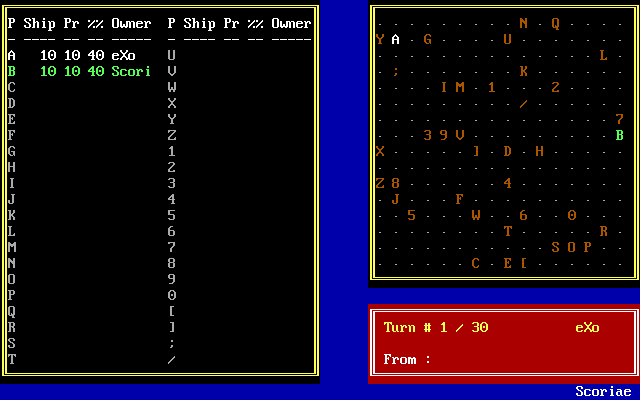 P Ship Pr %% Owner P Ship Pr %% Owner
- ---- -- -- ----- - ---- -- -- -----
A 10 10 40 eXo U
B 10 10 40 Scori V
C W
D X
E Y
F Z
G 1
H 2
I 3
J 4
K 5
L 6
M 7
N 8
O 9
P 0
Q [
R ]
S ;
T /
. . . . . . . . . N . Q . . . .
Y A . G . . . . U . . . . . . .
. . . . . . . . . . . . . . L .
. ; . . . . . . . K . . . . . .
. . . . I M . 1 . . . 2 . . . .
. . . . . . . . . / . . . . . .
. . . . . . . . . . . . . . . 7
. . . 3 9 V . . . . . . . . . B
X . . . . . ] . D . H . . . . .
. . . . . . . . . . . . . . . .
Z 8 . . . . . . 4 . . . . . . .
. J . . . F . . . . . . . . . .
. . 5 . . . W . . 6 . . 0 . . .
. . . . . . . . T . . . . . R .
. . . . . . . . . . . S O P . .
. . . . . . C . E [ . . . . . .
Turn # 1 / 30 eXo
From :
Scoriae